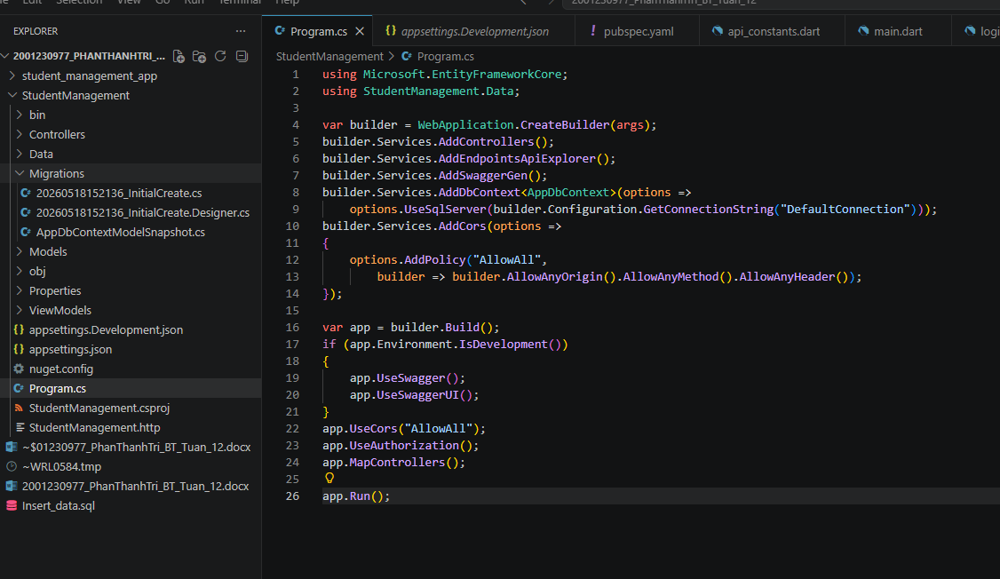 Edit Selection View Go Run Terminal Help
2001230977_PhanThanhTri_BT_Tuan_12
EXPLORER
2001230977_PHANTHANHTRI_...
student_management_app
StudentManagement
bin
Controllers
Data
Migrations
20260518152136_InitialCreate.cs
20260518152136_InitialCreate.Designer.cs
AppDbContextModelSnapshot.cs
Models
obj
Properties
ViewModels
appsettings.Development.json
appsettings.json
nuget.config
Program.cs
StudentManagement.csproj
StudentManagement.http
~$01230977_PhanThanhTri_BT_Tuan_12.docx
~WRL0584.tmp
2001230977_PhanThanhTri_BT_Tuan_12.docx
Insert_data.sql
Program.cs appsettings.Development.json pubspec.yaml api_constants.dart main.dart logi
StudentManagement > Program.cs
1 using Microsoft.EntityFrameworkCore;
2 using StudentManagement.Data;
3
4 var builder = WebApplication.CreateBuilder(args);
5 builder.Services.AddControllers();
6 builder.Services.AddEndpointsApiExplorer();
7 builder.Services.AddSwaggerGen();
8 builder.Services.AddDbContext<AppDbContext>(options =>
9 options.UseSqlServer(builder.Configuration.GetConnectionString("DefaultConnection")));
10 builder.Services.AddCors(options =>
11 {
12 options.AddPolicy("AllowAll",
13 builder => builder.AllowAnyOrigin().AllowAnyMethod().AllowAnyHeader());
14 });
15
16 var app = builder.Build();
17 if (app.Environment.IsDevelopment())
18 {
19 app.UseSwagger();
20 app.UseSwaggerUI();
21 }
22 app.UseCors("AllowAll");
23 app.UseAuthorization();
24 app.MapControllers();
25
26 app.Run();